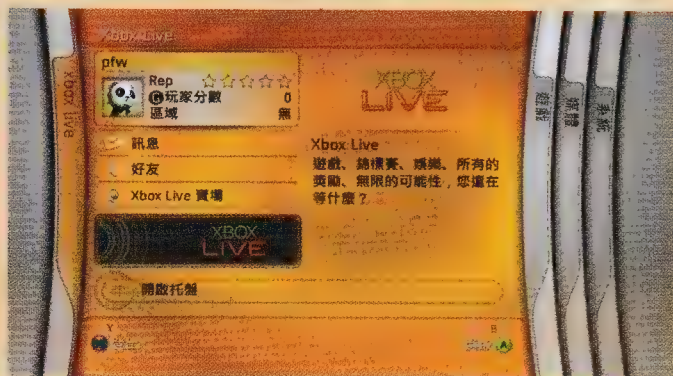 Xbox Live
pfw
Rep
G玩家分數 0
區域 無
訊息
好友
Xbox Live 賣場
XBOX
LIVE
開啟托盤
XBOX
LIVE
Xbox Live
遊戲、錦標賽、娛樂、所有的
獎勵、無限的可能性，您還在
等什麼？
Y
B
A
xbox live
遊戲
媒體
系統